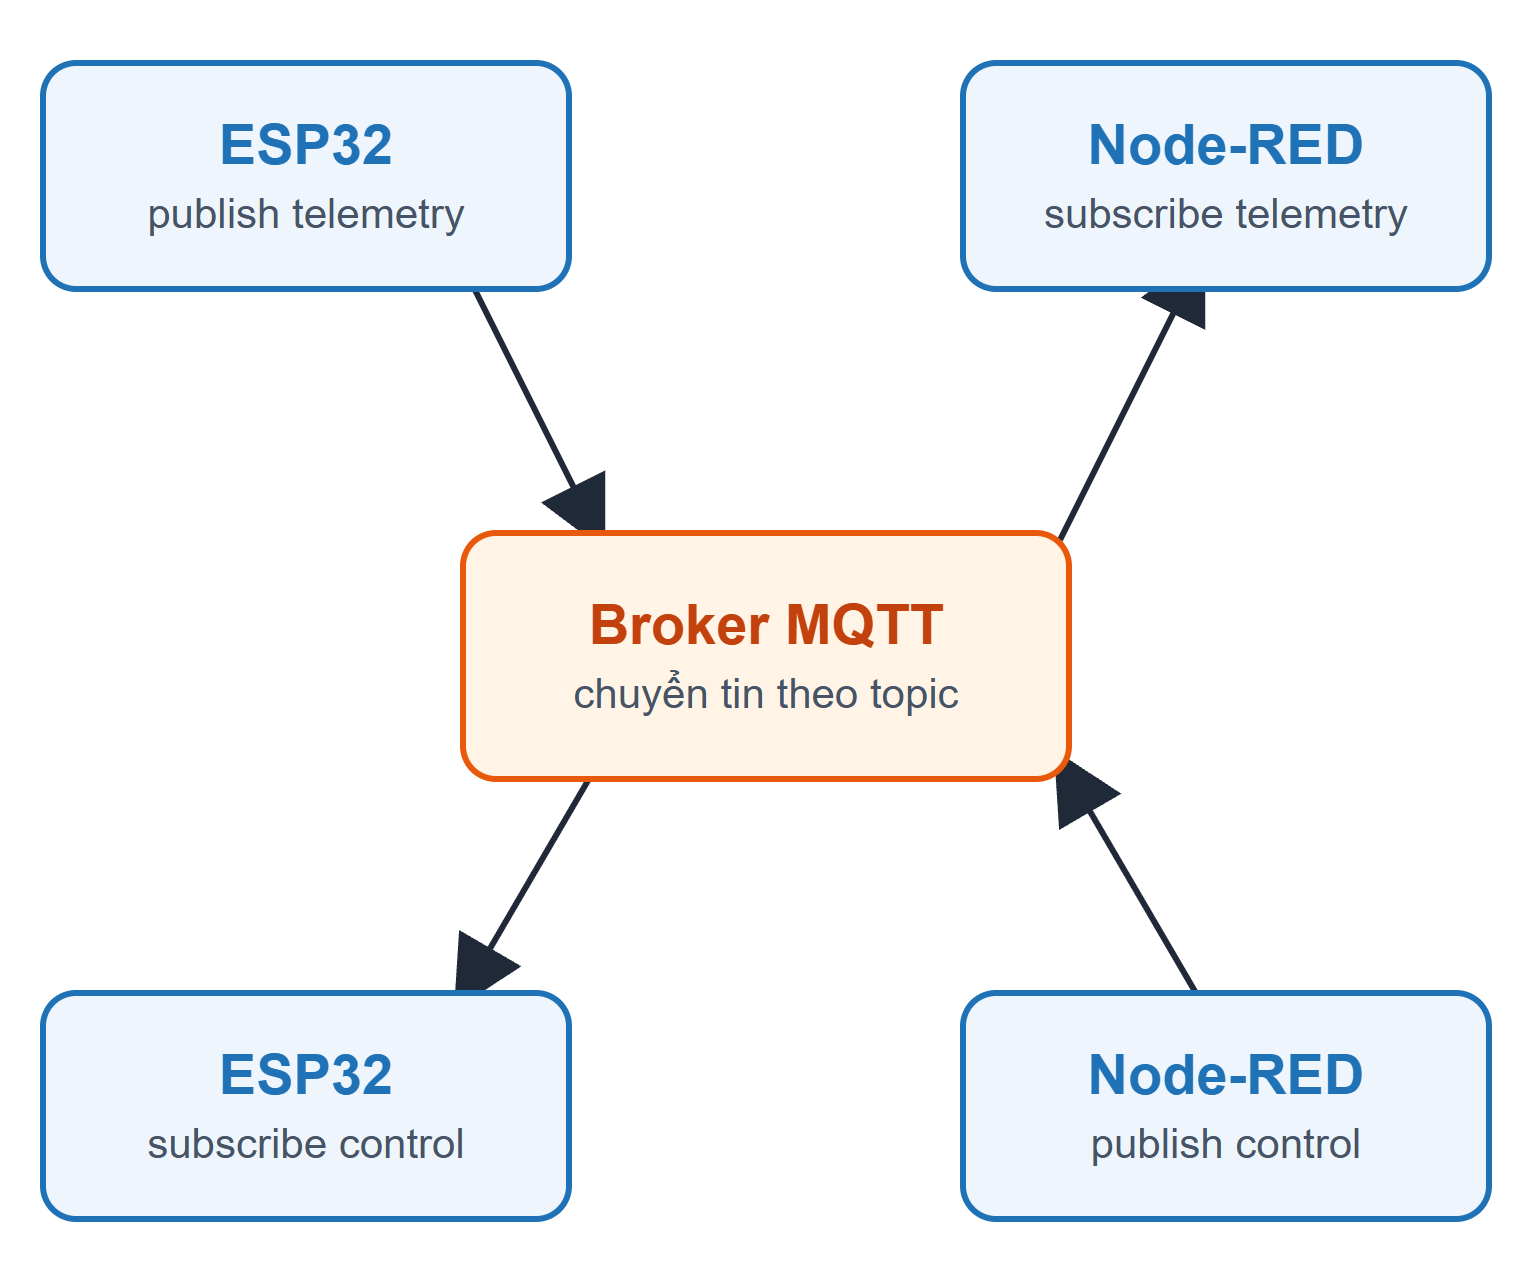 ESP32
publish telemetry
Node-RED
subscribe telemetry
Broker MQTT
chuyển tin theo topic
ESP32
subscribe control
Node-RED
publish control